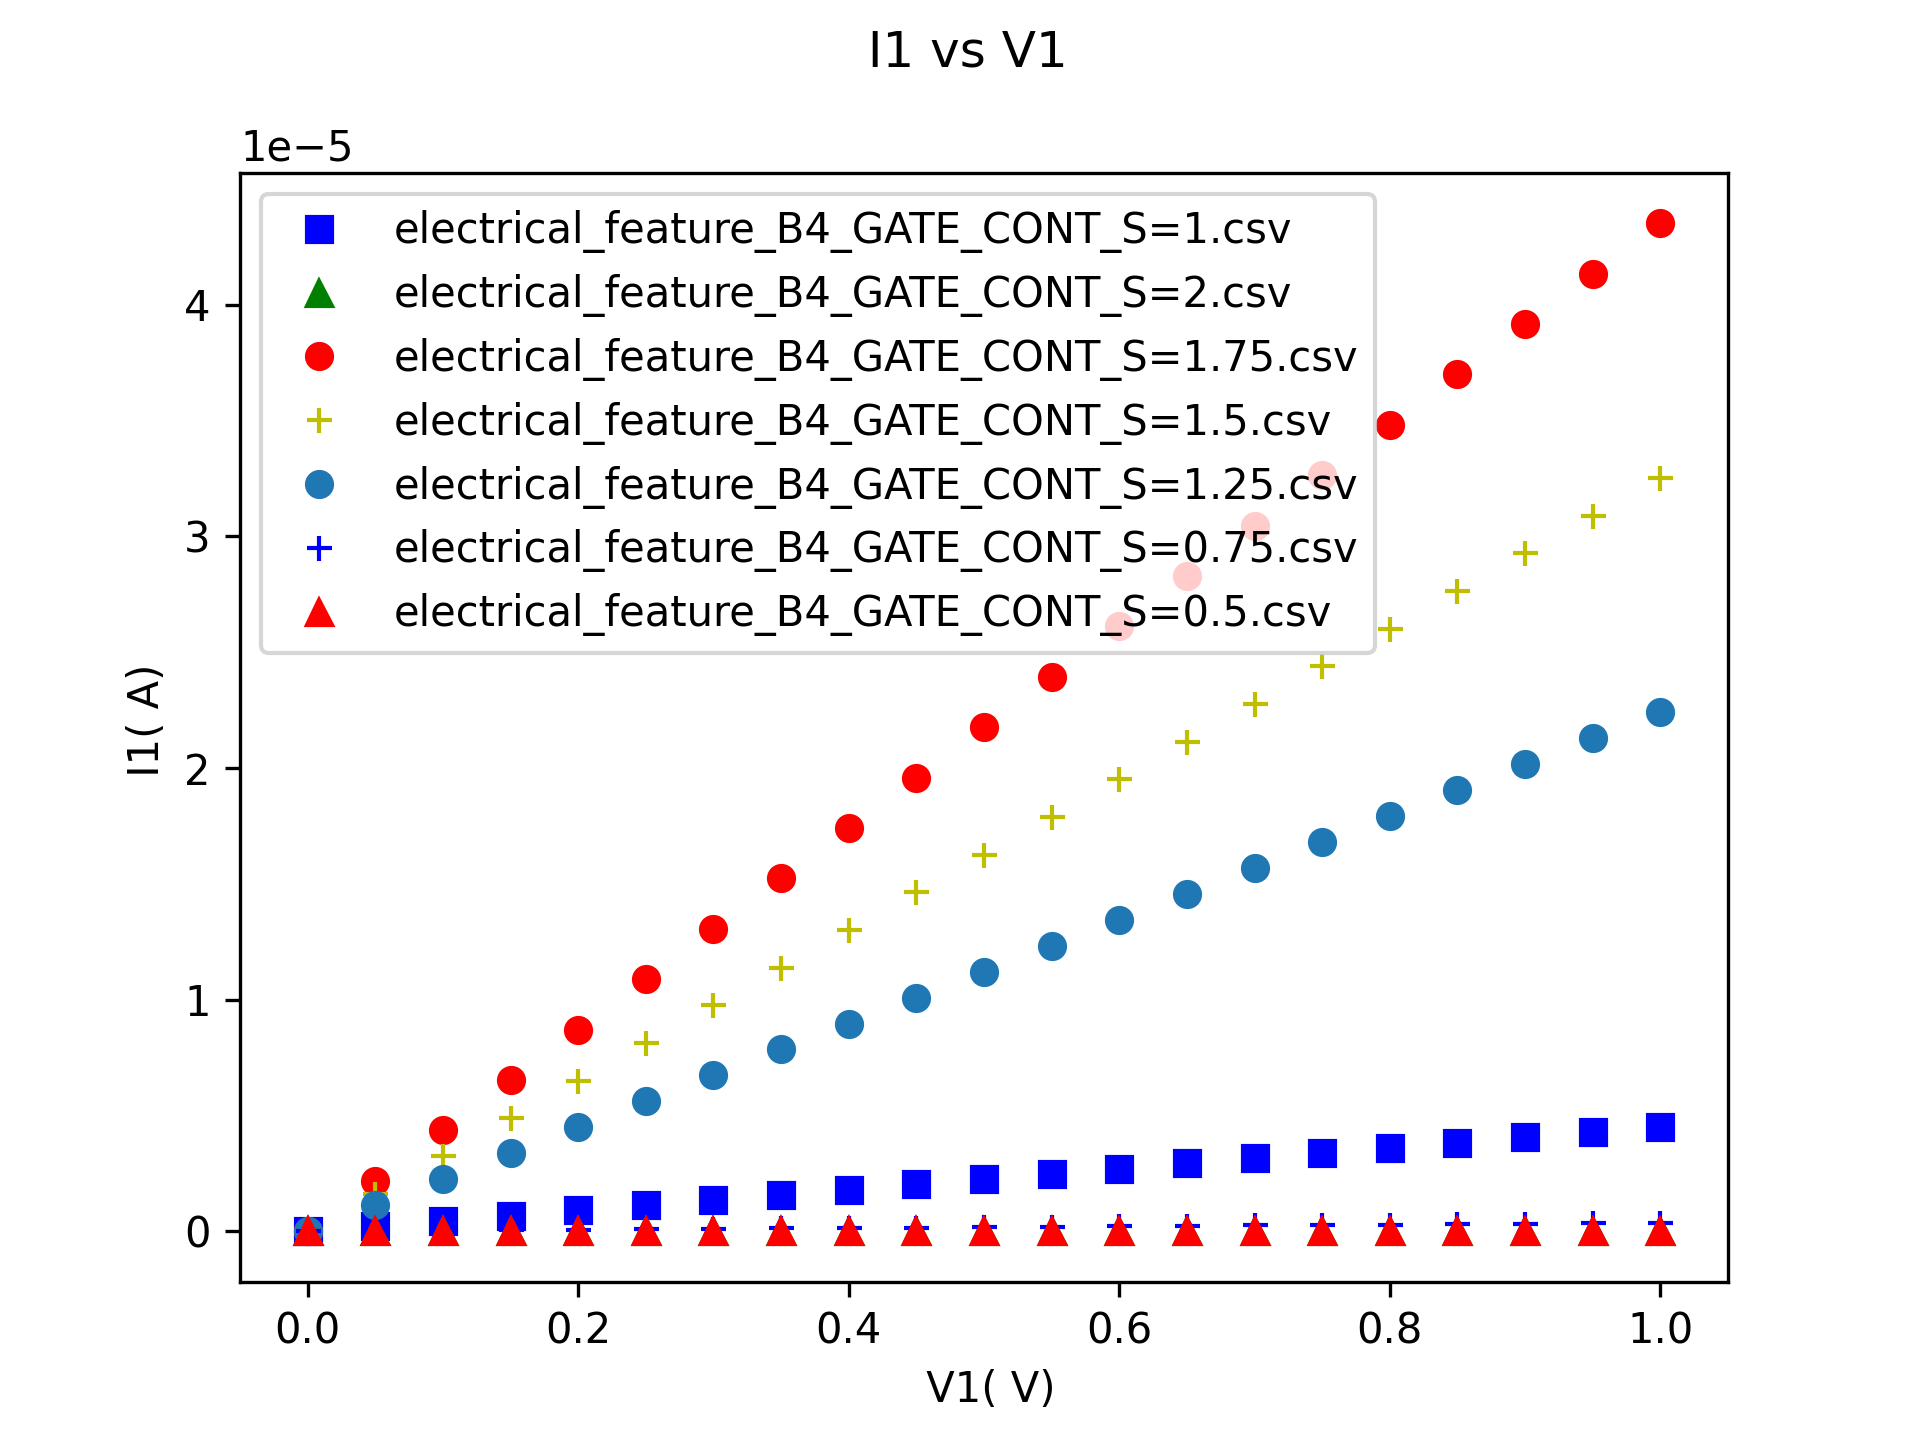 I1 vs V1
1e−5
electrical_feature_B4_GATE_CONT_S=1.csv
electrical_feature_B4_GATE_CONT_S=2.csv
electrical_feature_B4_GATE_CONT_S=1.75.csv
electrical_feature_B4_GATE_CONT_S=1.5.csv
electrical_feature_B4_GATE_CONT_S=1.25.csv
electrical_feature_B4_GATE_CONT_S=0.75.csv
electrical_feature_B4_GATE_CONT_S=0.5.csv
4
3
2
1
0
I1( A)
0.0 0.2 0.4 0.6 0.8 1.0
V1( V)